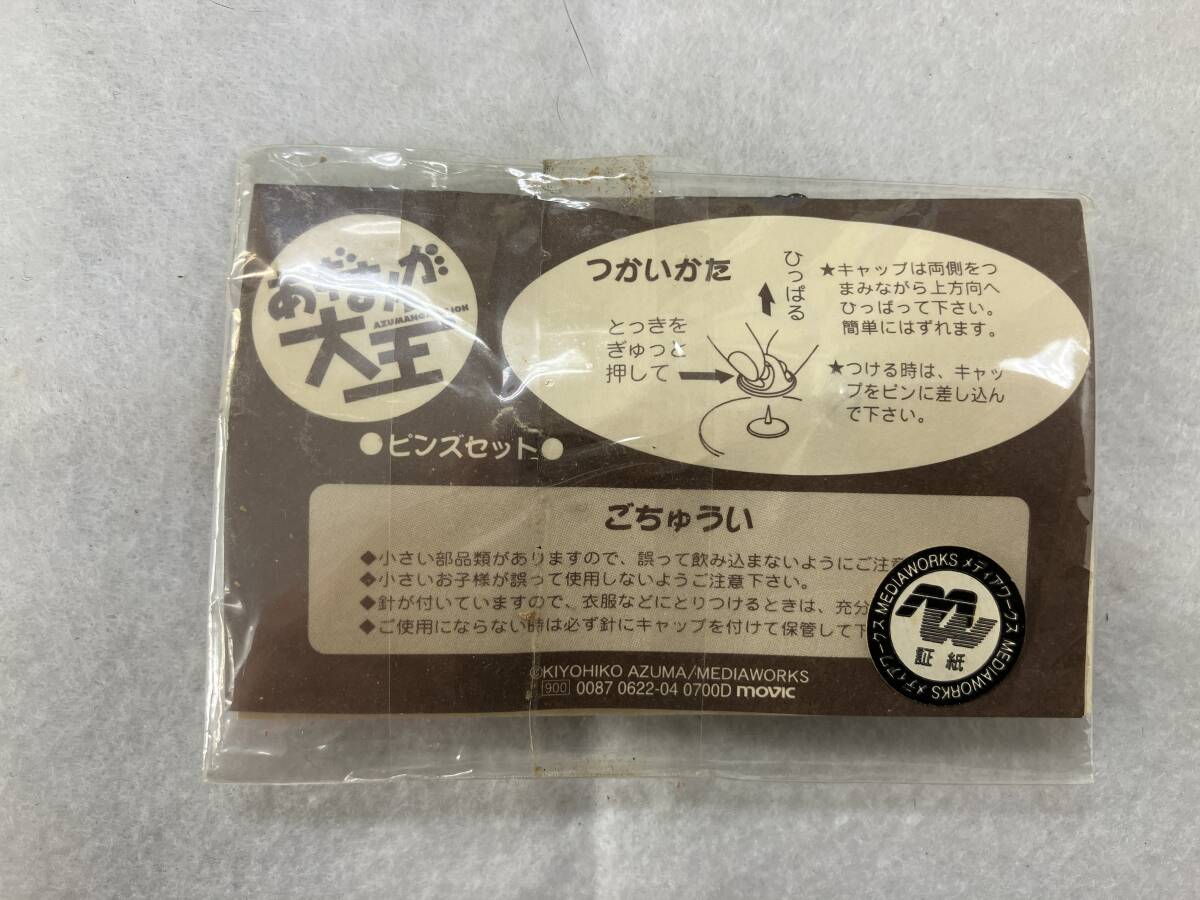 あずまんが
大王
AZUMANGA DAIOH
●ピンズセット●
つかいかた
ひっぱる
とっきを
ぎゅっと
押して
★キャップは両側をつ
まみながら上方向へ
ひっぱって下さい。
簡単にはずれます。
★つける時は、キャッ
プをピンに差し込ん
で下さい。
ごちゅうい
◆小さい部品類がありますので、誤って飲み込まないようにご注意
◆小さいお子様が誤って使用しないようご注意下さい。
◆針が付いていますので、衣服などにとりつけるときは、充分
◆ご使用にならない時は必ず針にキャップを付けて保管して下
©KIYOHIKO AZUMA/MEDIAWORKS
900 0087 0622-04 0700D movic
MEDIAWORKS メディアワークス MEDIAWORKS メディアワークス
MW
証紙